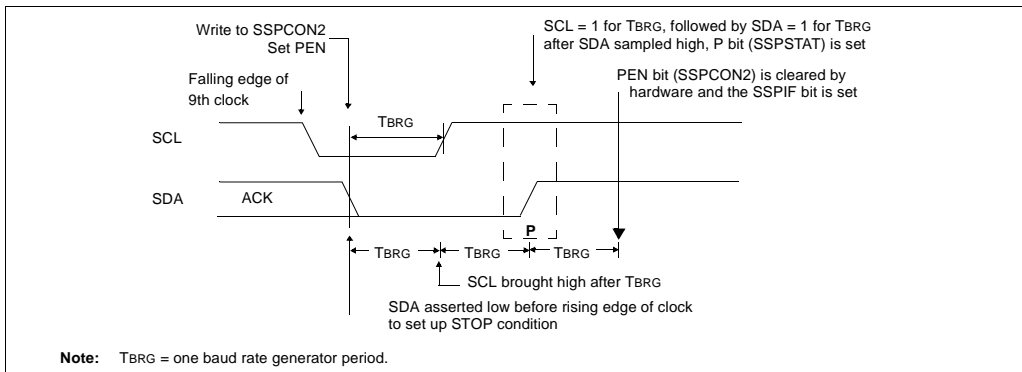 Write to SSPCON2
Set PEN
SCL = 1 for TBRG, followed by SDA = 1 for TBRG
after SDA sampled high, P bit (SSPSTAT) is set
Falling edge of
9th clock
PEN bit (SSPCON2) is cleared by
hardware and the SSPIF bit is set
TBRG
SCL
SDA
ACK
P
TBRG
TBRG
TBRG
SCL brought high after TBRG
SDA asserted low before rising edge of clock
to set up STOP condition
Note: TBRG = one baud rate generator period.